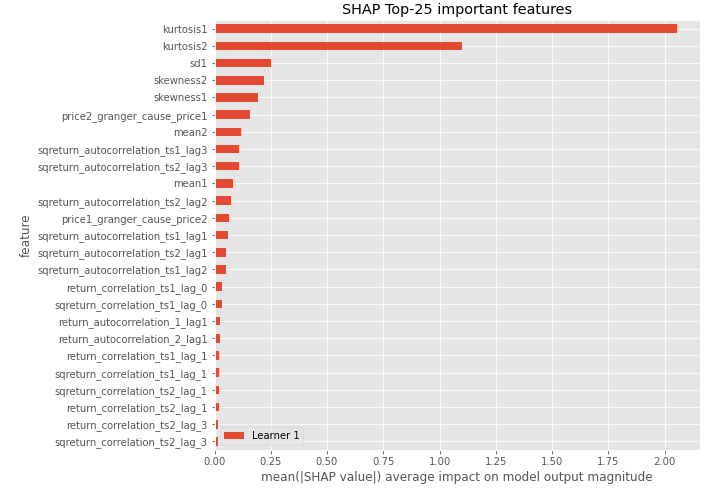 SHAP Top-25 important features
kurtosis1
kurtosis2
sd1
skewness2
skewness1
price2_granger_cause_price1
mean2
sqreturn_autocorrelation_ts1_lag3
sqreturn_autocorrelation_ts2_lag3
mean1
sqreturn_autocorrelation_ts2_lag2
price1_granger_cause_price2
sqreturn_autocorrelation_ts1_lag1
sqreturn_autocorrelation_ts2_lag1
sqreturn_autocorrelation_ts1_lag2
return_correlation_ts1_lag_0
sqreturn_correlation_ts1_lag_0
return_autocorrelation_1_lag1
return_autocorrelation_2_lag1
return_correlation_ts1_lag_1
sqreturn_correlation_ts1_lag_1
sqreturn_correlation_ts2_lag_1
return_correlation_ts2_lag_1
return_correlation_ts2_lag_3
sqreturn_correlation_ts2_lag_3
feature
Learner 1
0.00 0.25 0.50 0.75 1.00 1.25 1.50 1.75 2.00
mean(|SHAP value|) average impact on model output magnitude